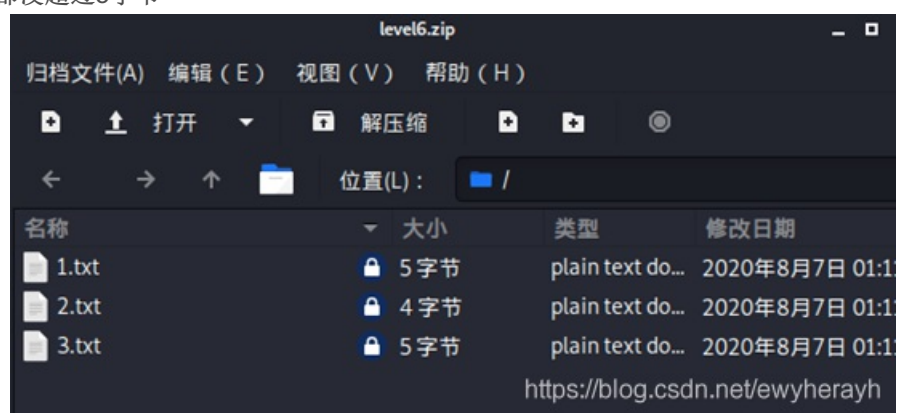 level6.zip
归档文件(A) 编辑（E） 视图（V） 帮助（H）
打开 解压缩
位置(L)： /
名称 大小 类型 修改日期
1.txt 5字节 plain text do... 2020年8月7日 01:1
2.txt 4字节 plain text do... 2020年8月7日 01:1
3.txt 5字节 plain text do... 2020年8月7日 01:1
https://blog.csdn.net/ewyherayh